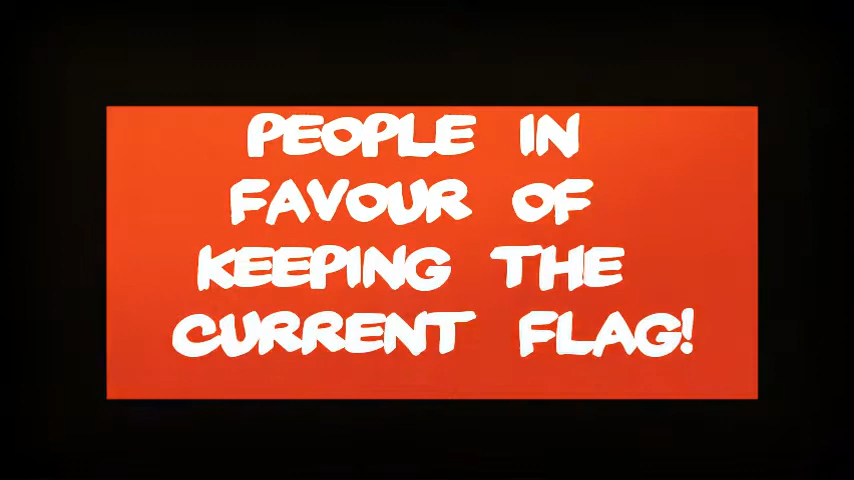 PEOPLE IN
FAVOUR OF
KEEPING THE
CURRENT FLAG!